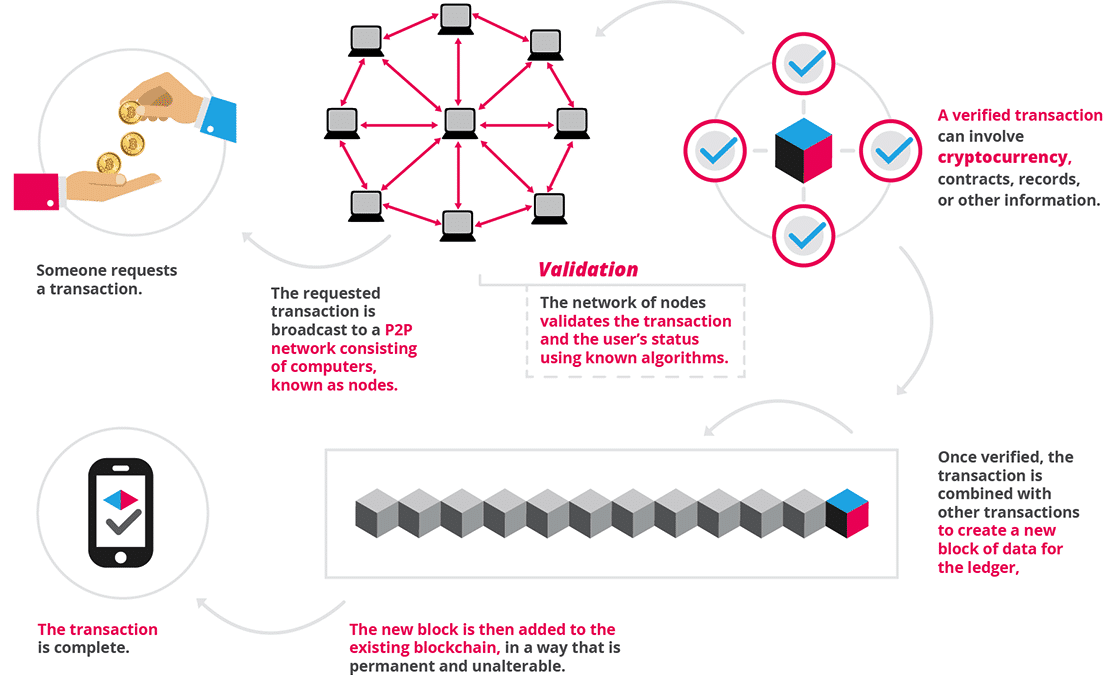 Someone requests
a transaction.
The requested
transaction is
broadcast to a P2P
network consisting
of computers,
known as nodes.
Validation
The network of nodes
validates the transaction
and the user’s status
using known algorithms.
A verified transaction
can involve
cryptocurrency,
contracts, records,
or other information.
Once verified, the
transaction is
combined with
other transactions
to create a new
block of data for
the ledger,
The new block is then added to the
existing blockchain, in a way that is
permanent and unalterable.
The transaction
is complete.